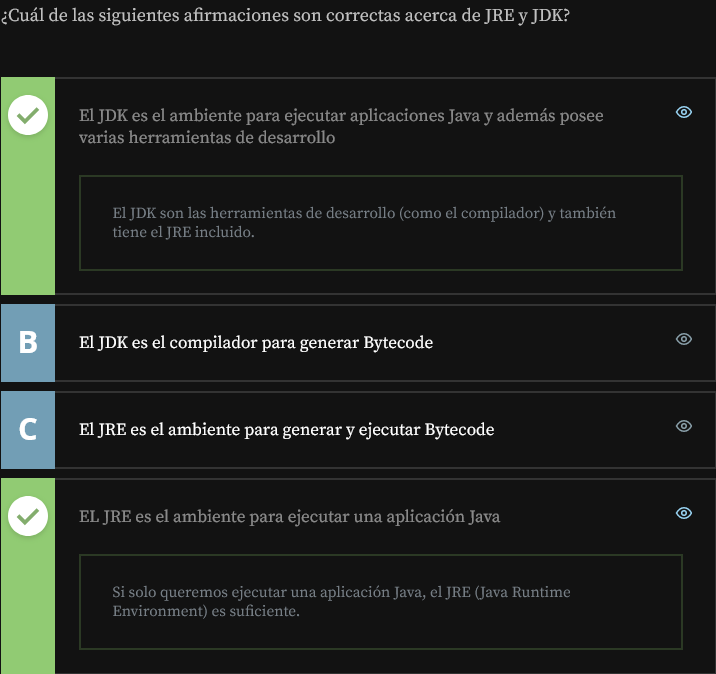 ¿Cuál de las siguientes afirmaciones son correctas acerca de JRE y JDK?
El JDK es el ambiente para ejecutar aplicaciones Java y además posee
varias herramientas de desarrollo
El JDK son las herramientas de desarrollo (como el compilador) y también
tiene el JRE incluido.
B
El JDK es el compilador para generar Bytecode
C
El JRE es el ambiente para generar y ejecutar Bytecode
EL JRE es el ambiente para ejecutar una aplicación Java
Si solo queremos ejecutar una aplicación Java, el JRE (Java Runtime
Environment) es suficiente.